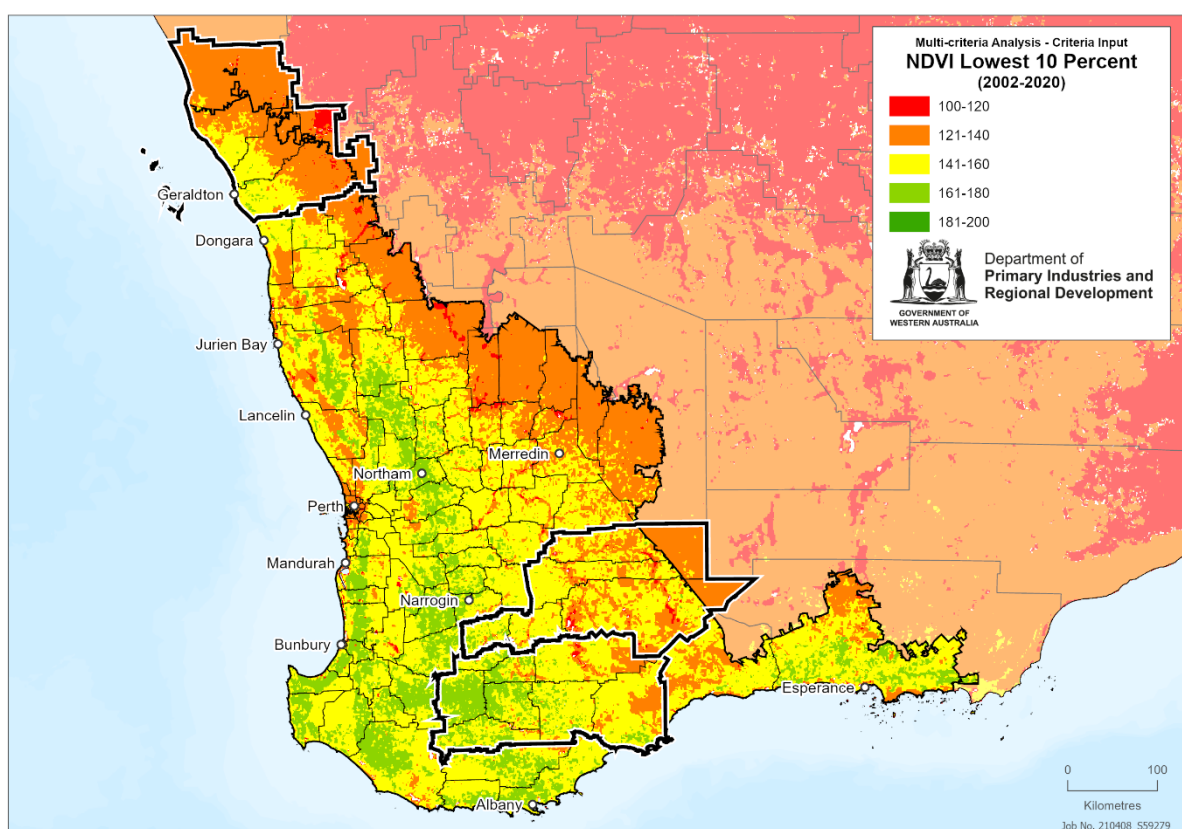 Multi-criteria Analysis - Criteria Input
NDVI Lowest 10 Percent
(2002-2020)
100-120
121-140
141-160
161-180
181-200
GOVERNMENT OF
WESTERN AUSTRALIA
Department of
Primary Industries and
Regional Development
Geraldton
Dongara
Jurien Bay
Lancelin
Merredin
Northam
Perth
Mandurah
Narrogin
Bunbury
Esperance
Albany
0 100
Kilometres
Job No. 210408_S59279